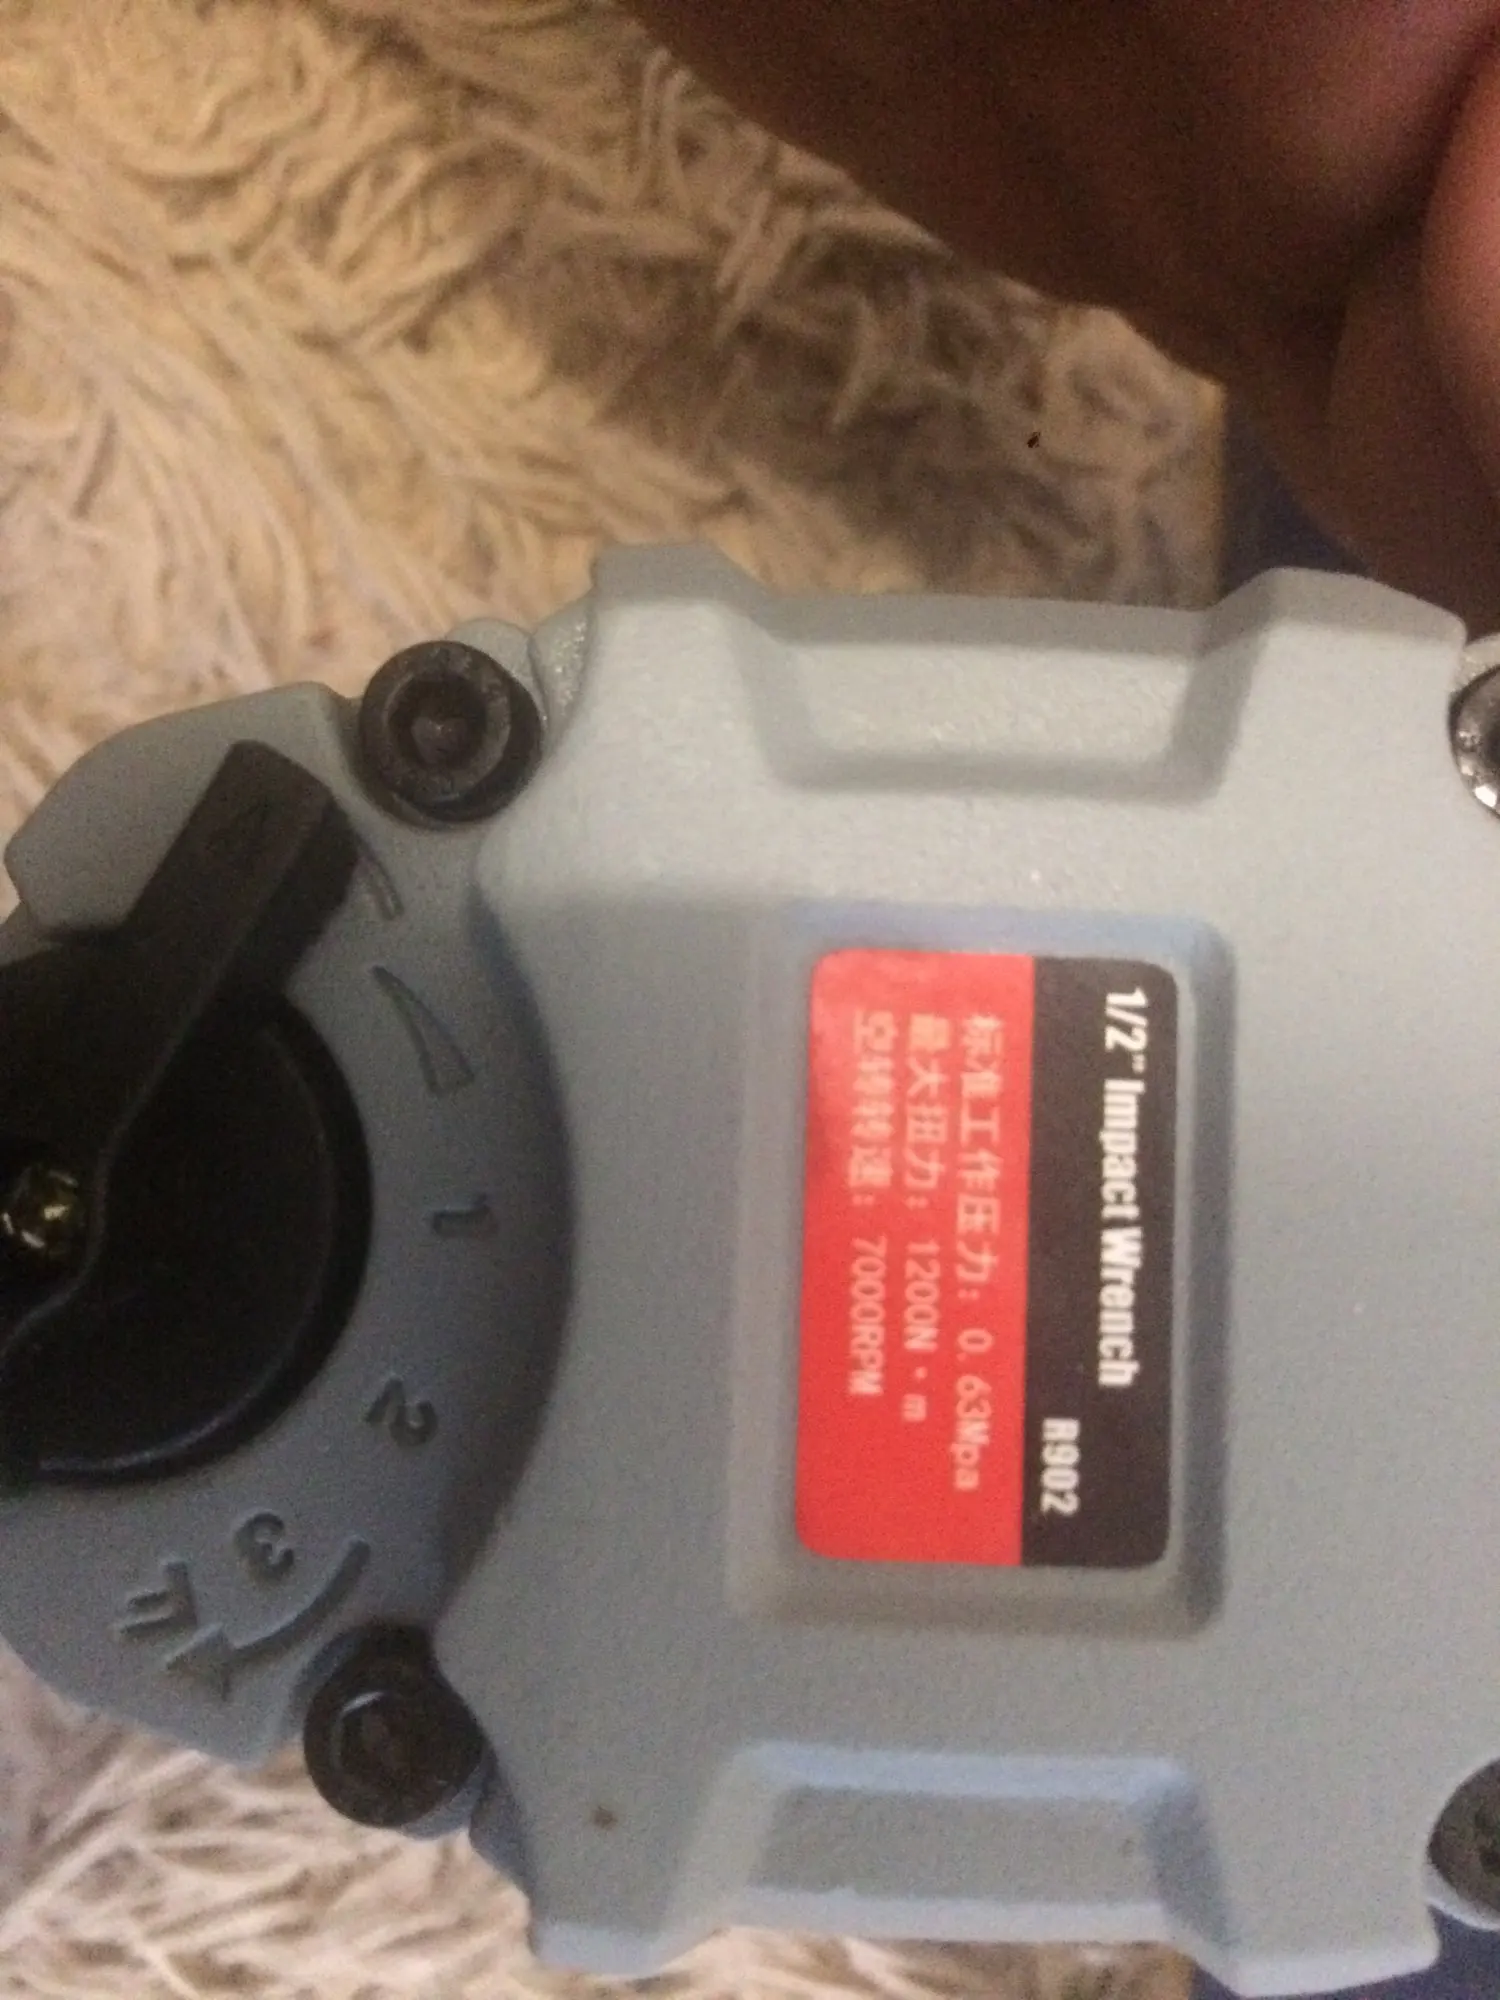 1/2" Impact Wrench
R902
标准工作压力: 0.63Mpa
最大扭力: 1200N·m
空转转速: 7000RPM
1
2
3
F